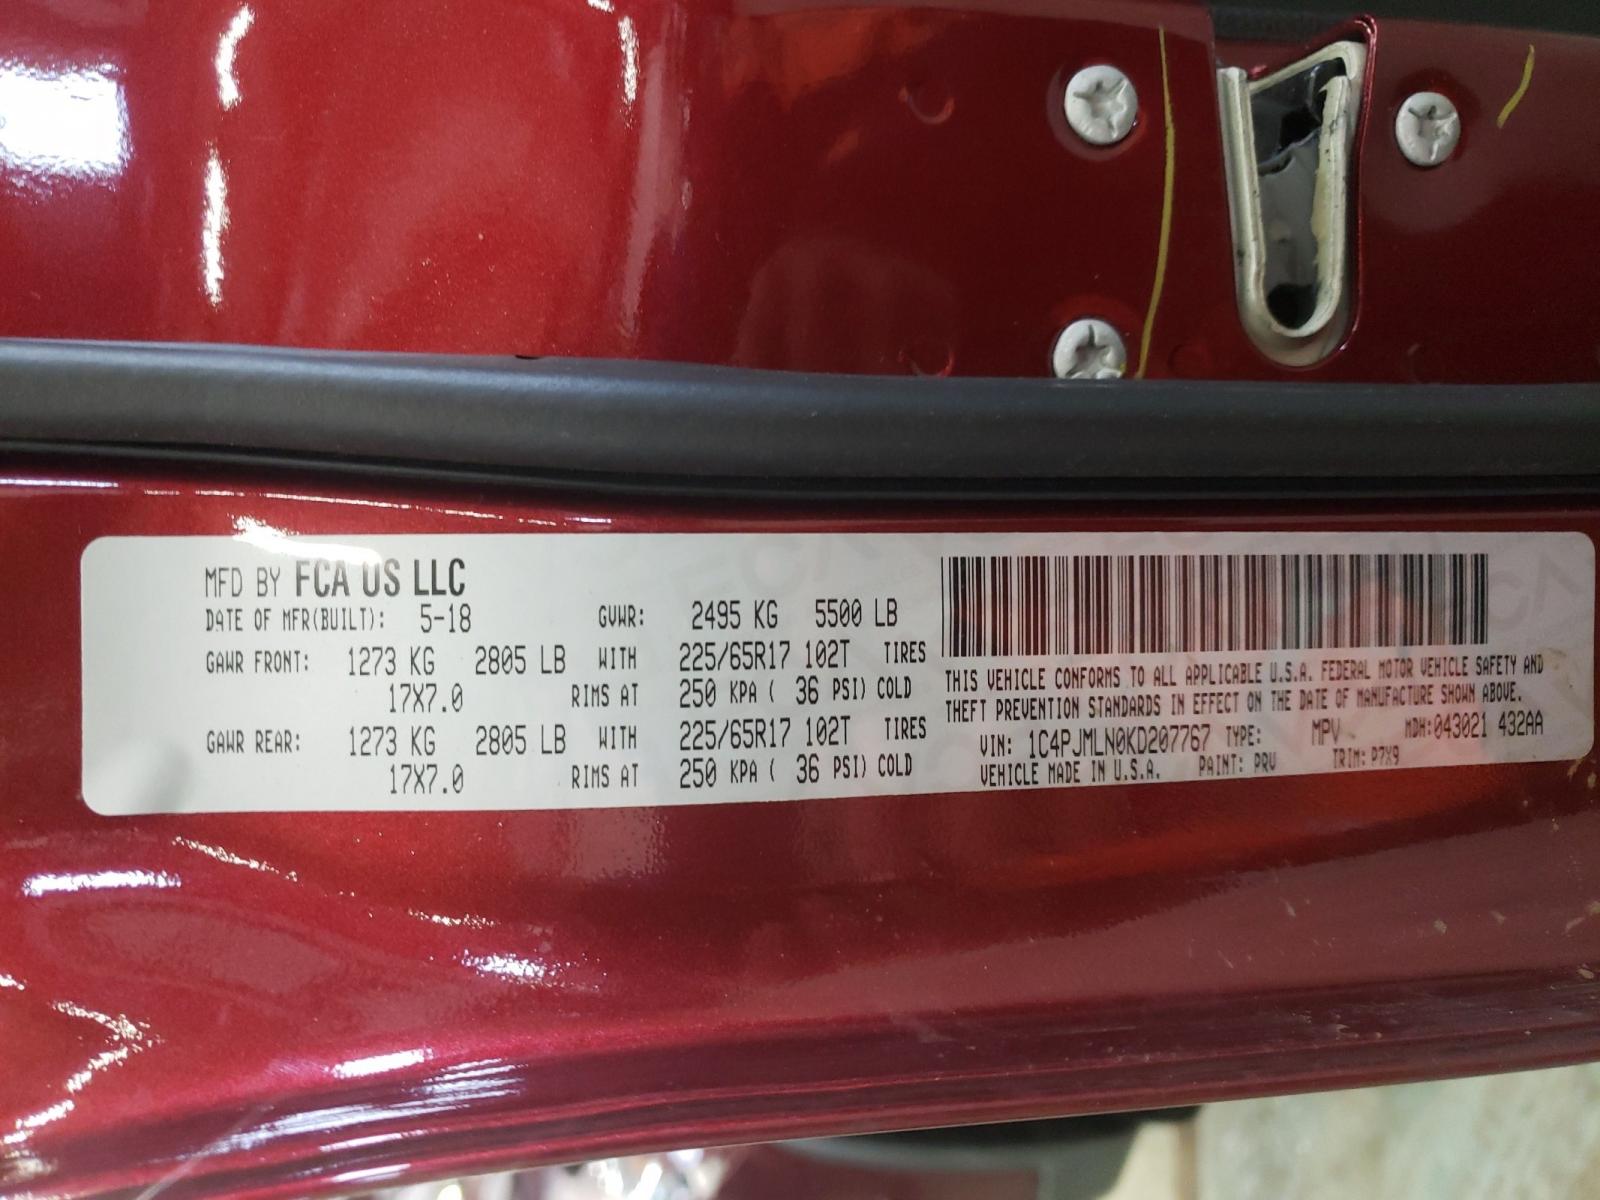 MFD BY FCA US LLC
DATE OF MFR(BUILT): 5-18 GVWR: 2495 KG 5500 LB
GAWR FRONT: 1273 KG 2805 LB WITH 225/65R17 102T TIRES
17X7.0 RIMS AT 250 KPA ( 36 PSI) COLD
GAWR REAR: 1273 KG 2805 LB WITH 225/65R17 102T TIRES
17X7.0 RIMS AT 250 KPA ( 36 PSI) COLD
THIS VEHICLE CONFORMS TO ALL APPLICABLE U.S.A. FEDERAL MOTOR VEHICLE SAFETY AND
THEFT PREVENTION STANDARDS IN EFFECT ON THE DATE OF MANUFACTURE SHOWN ABOVE.
VIN: 1C4PJMLN0KD207767 TYPE: MPV MDH:043021 432AA
VEHICLE MADE IN U.S.A. PAINT: PRV TRIM: P7X9